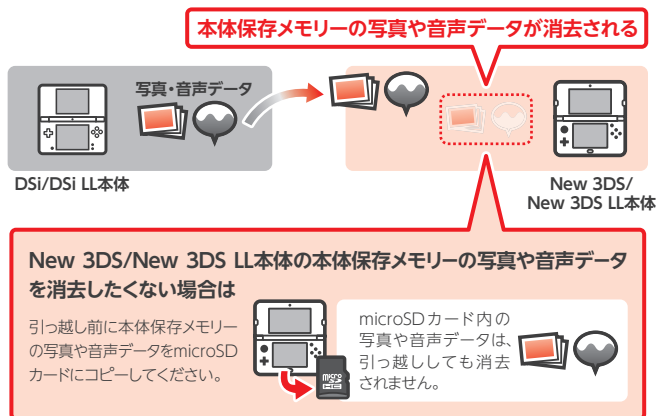 本体保存メモリーの写真や音声データが消去される
写真・音声データ
DSi/DSi LL本体
New 3DS/
New 3DS LL本体
New 3DS/New 3DS LL本体の本体保存メモリーの写真や音声データ
を消去したくない場合は
引っ越し前に本体保存メモリー
の写真や音声データをmicroSD
カードにコピーしてください。
micro
SD
HC
microSDカード内の
写真や音声データは、
引っ越ししても消去
されません。